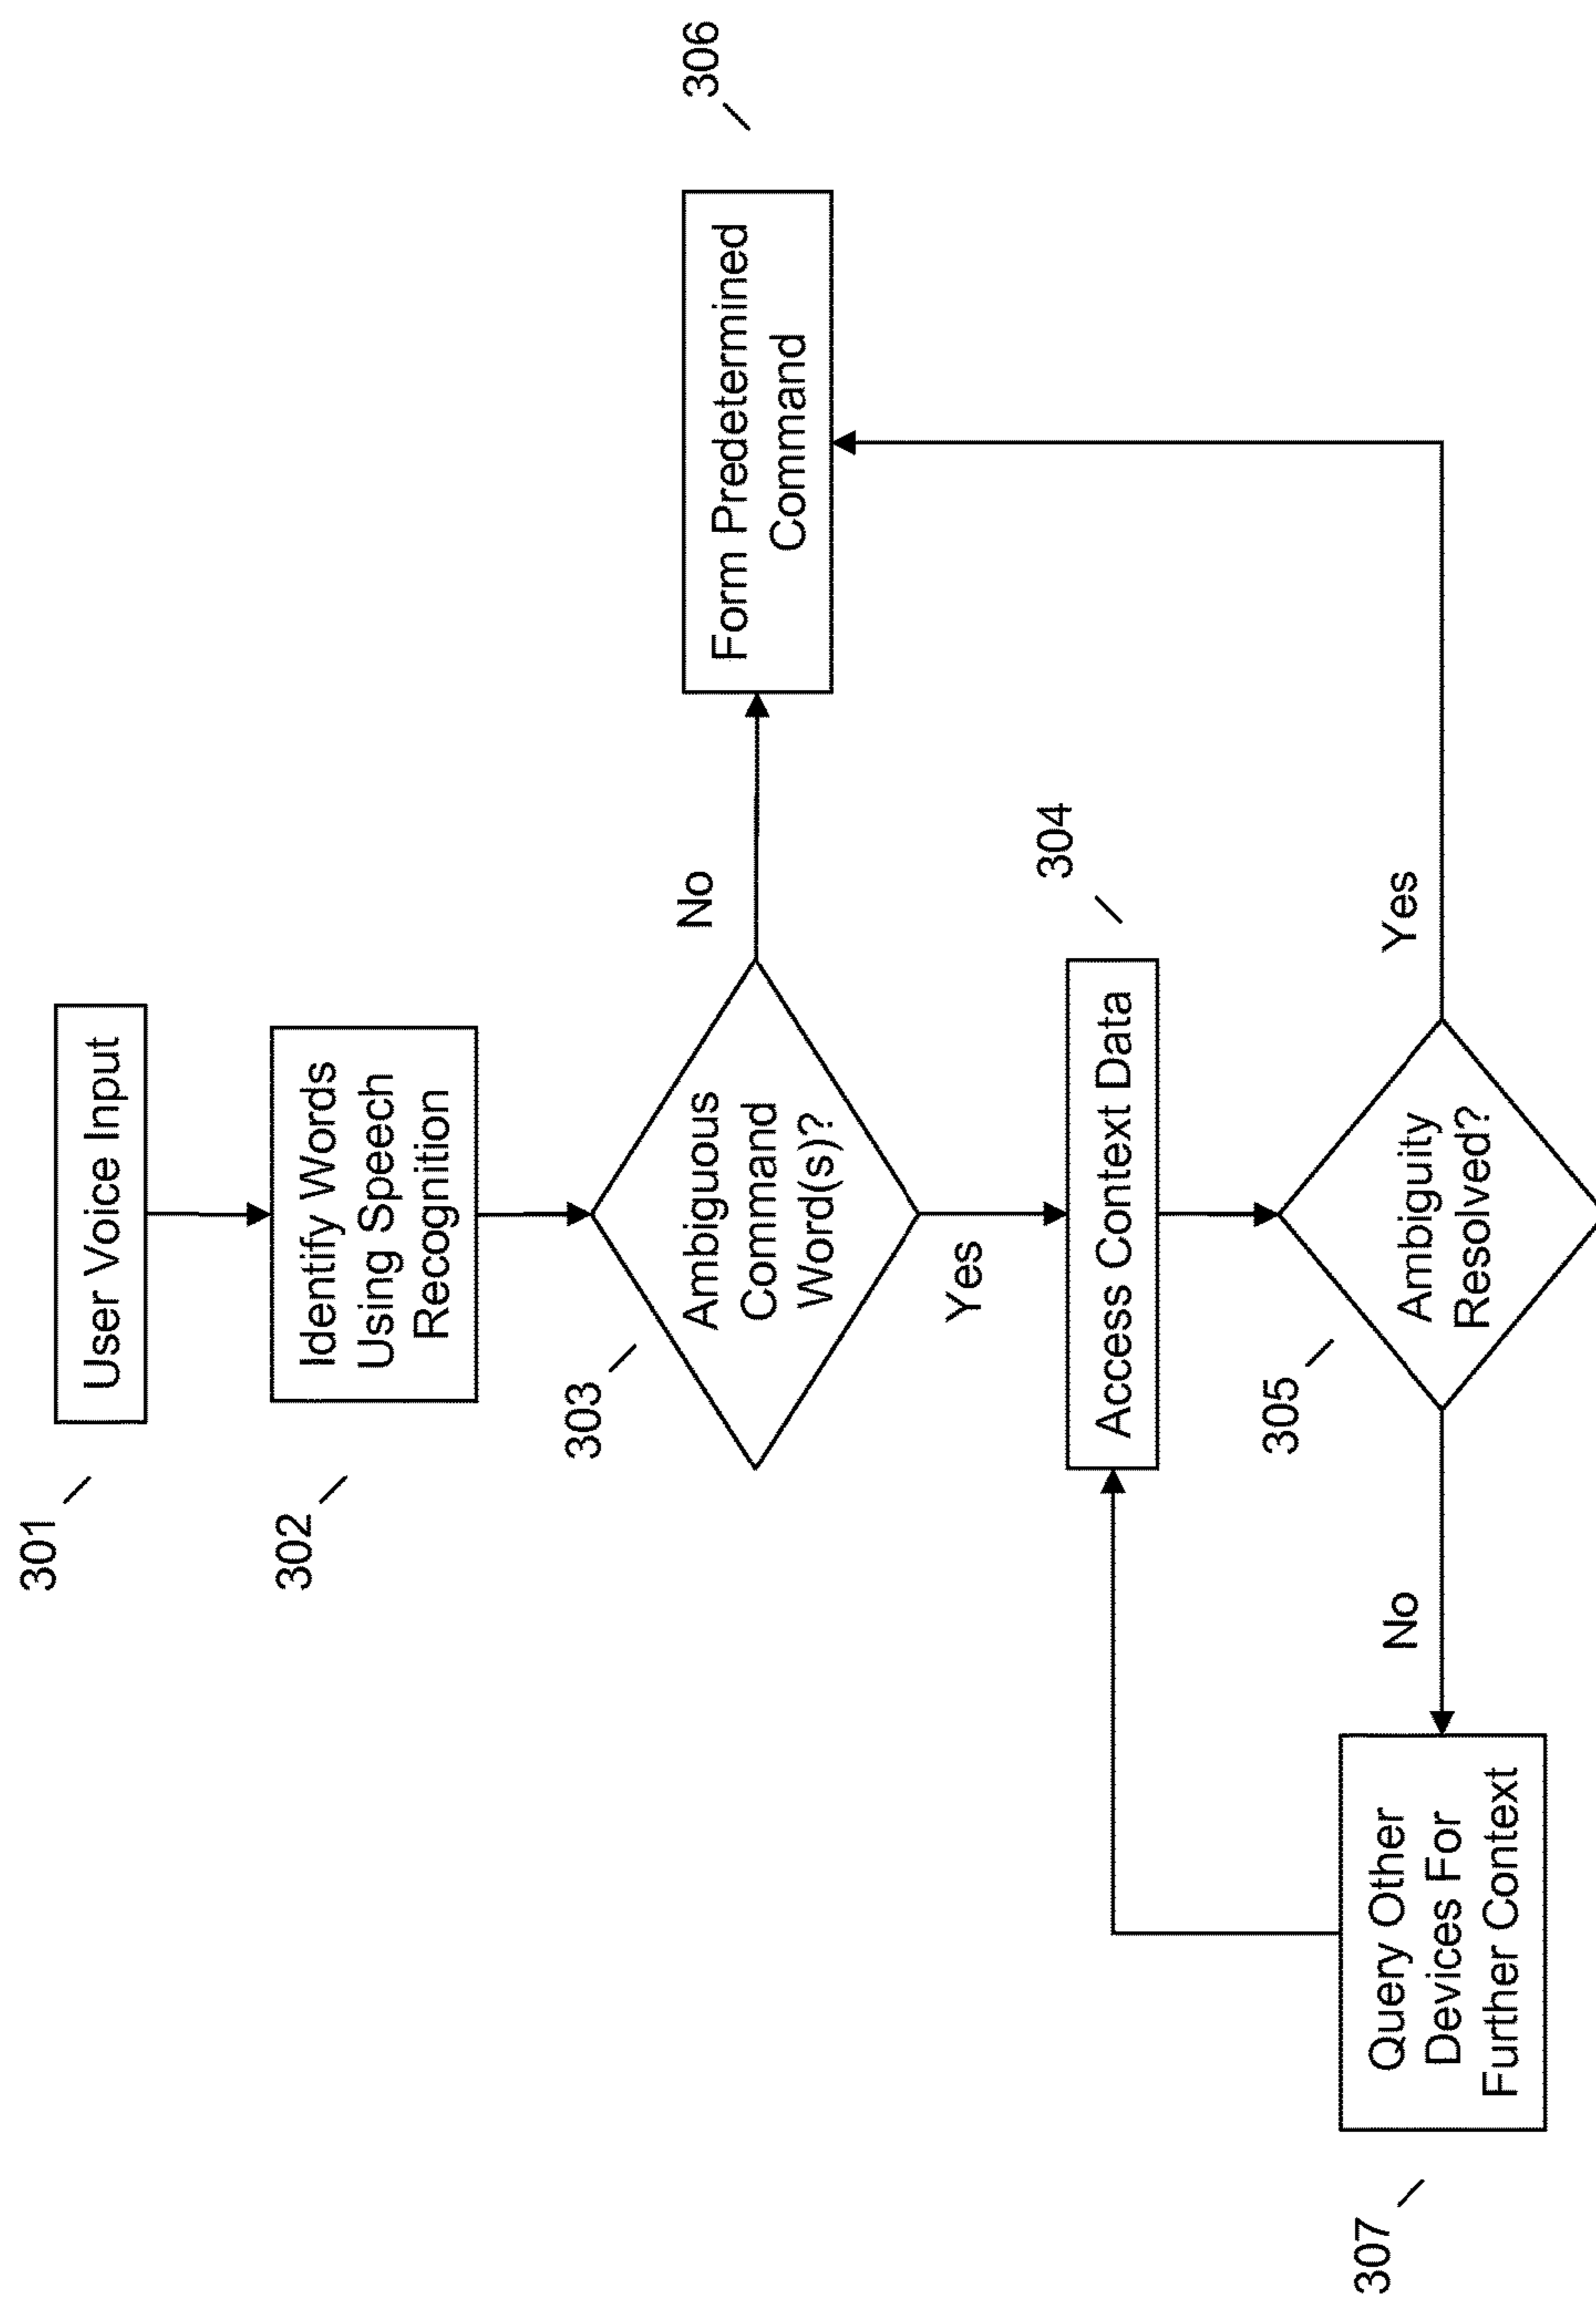 301
User Voice Input
302
Identify Words
Using Speech
Recognition
303
Ambiguous
Command
Word(s)?
No
306
Form Predetermined
Command
Yes
304
Access Context Data
305
Ambiguity
Resolved?
Yes
No
307
Query Other
Devices For
Further Context